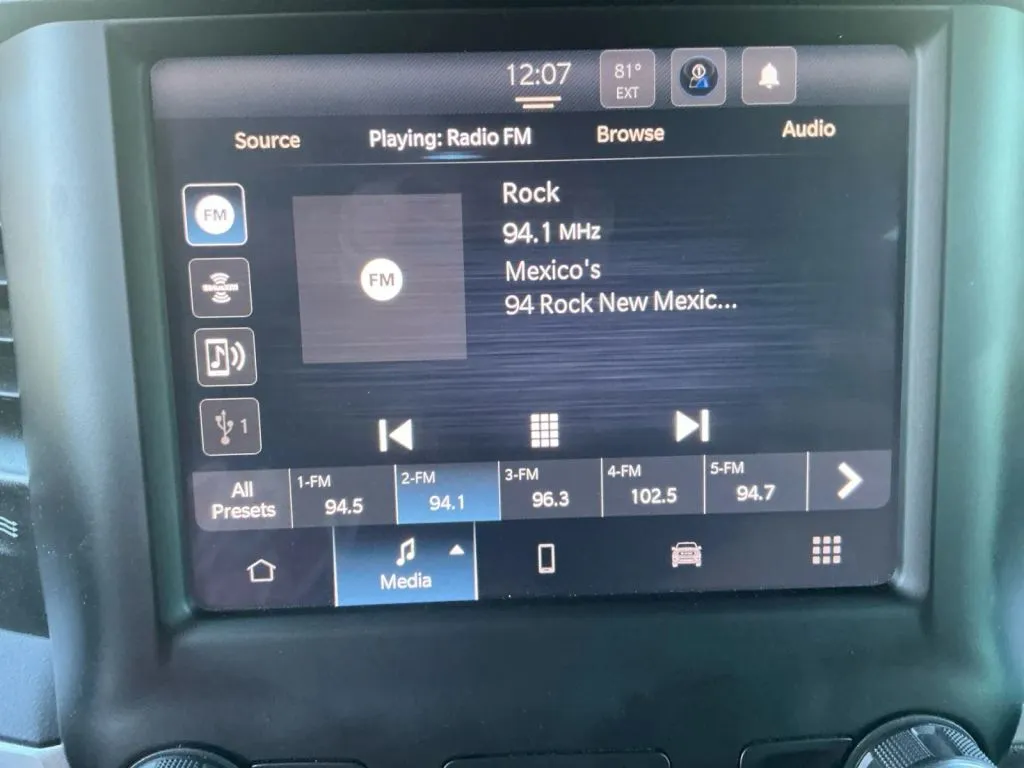 12:07
81°
EXT
Source
Playing: Radio FM
Browse
Audio
FM
Rock
94.1 MHz
FM
Mexico's
94 Rock New Mexic...
SIRIUSXM
1
All
Presets
1-FM
94.5
2-FM
94.1
3-FM
96.3
4-FM
102.5
5-FM
94.7
Media